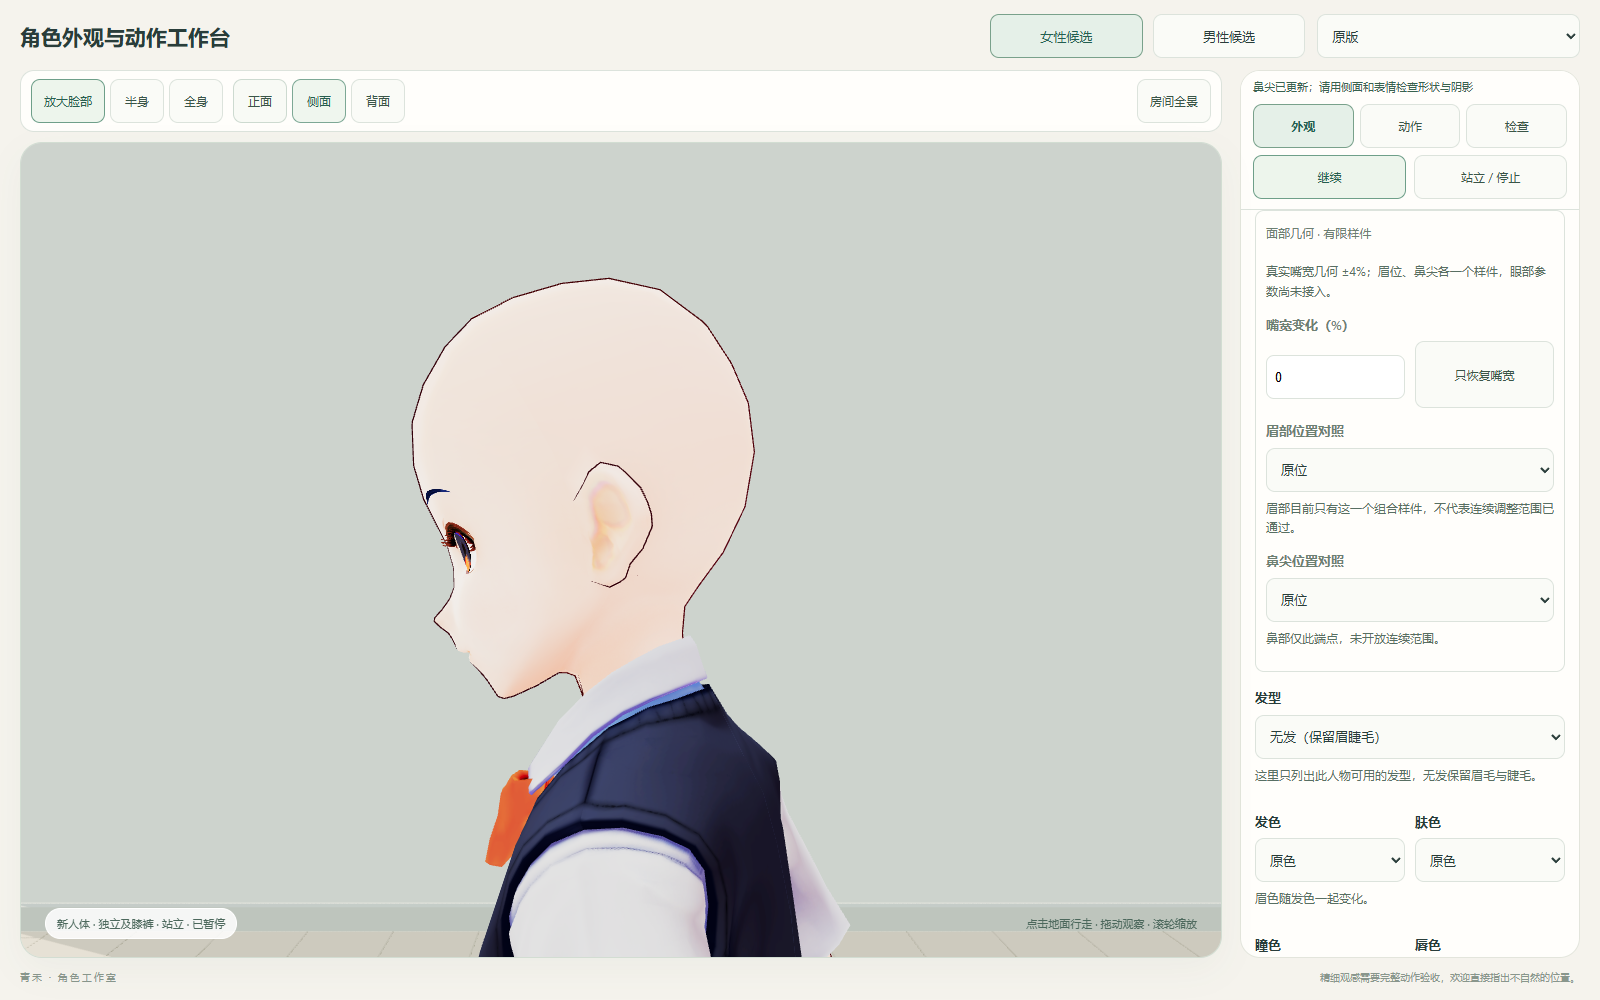 角色外观与动作工作台
女性候选
男性候选
原版
放大脸部
半身
全身
正面
侧面
背面
房间全景
鼻尖已更新；请用侧面和表情检查形状与阴影
外观
动作
检查
继续
站立 / 停止
面部几何 · 有限样件
真实嘴宽几何 ±4%；眉位、鼻尖各一个样件，眼部参
数尚未接入。
嘴宽变化（%）
0
只恢复嘴宽
眉部位置对照
原位
眉部目前只有这一个组合样件，不代表连续调整范围已
通过。
鼻尖位置对照
原位
鼻部仅此端点，未开放连续范围。
发型
无发（保留眉睫毛）
这里只列出此人物可用的发型，无发保留眉毛与睫毛。
发色
肤色
原色
原色
眉色随发色一起变化。
瞳色
唇色
新人体 · 独立及膝裤 · 站立 · 已暂停
点击地面行走 · 拖动观察 · 滚轮缩放
青禾 · 角色工作室
精细观感需要完整动作验收，欢迎直接指出不自然的位置。